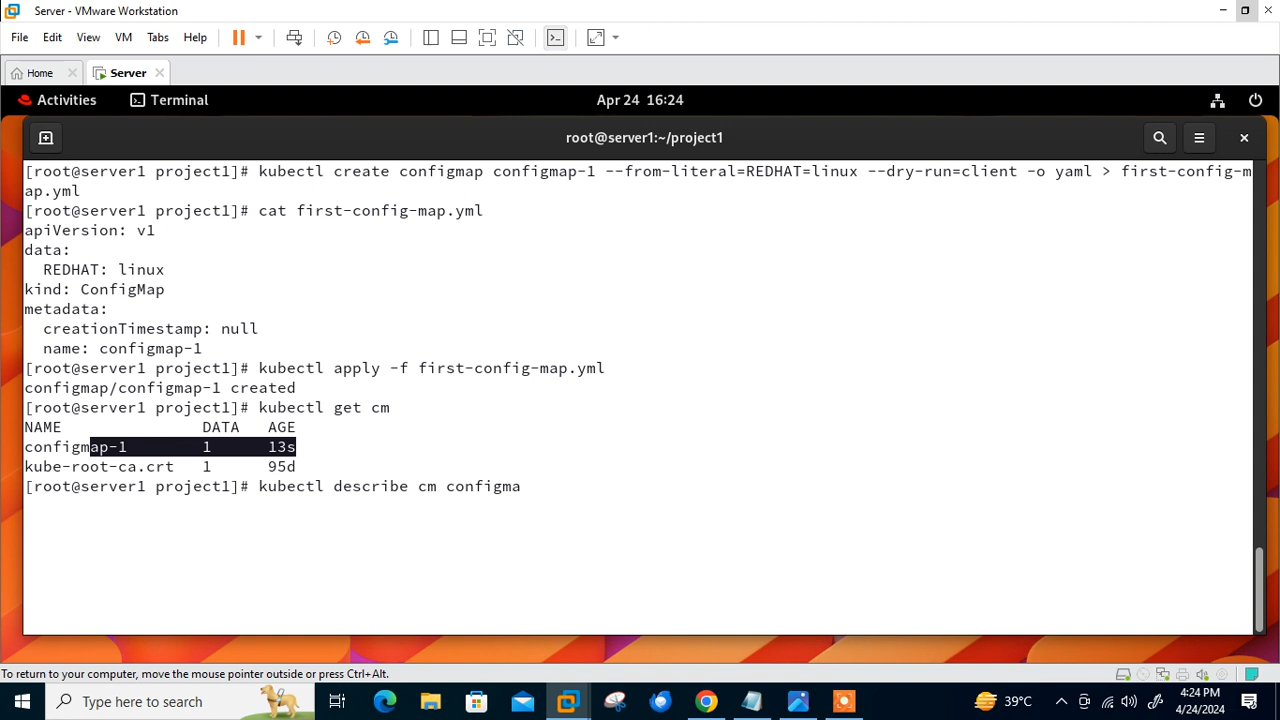 Server - VMware Workstation
File Edit View VM Tabs Help
Home Server
Activities Terminal Apr 24 16:24
root@server1:~/project1
[root@server1 project1]# kubectl create configmap configmap-1 --from-literal=REDHAT=linux --dry-run=client -o yaml > first-config-m
ap.yml
[root@server1 project1]# cat first-config-map.yml
apiVersion: v1
data:
  REDHAT: linux
kind: ConfigMap
metadata:
  creationTimestamp: null
  name: configmap-1
[root@server1 project1]# kubectl apply -f first-config-map.yml
configmap/configmap-1 created
[root@server1 project1]# kubectl get cm
NAME DATA AGE
configmap-1 1 13s
kube-root-ca.crt 1 95d
[root@server1 project1]# kubectl describe cm configma
To return to your computer, move the mouse pointer outside or press Ctrl+Alt.
Type here to search 39°C 4:24 PM
4/24/2024